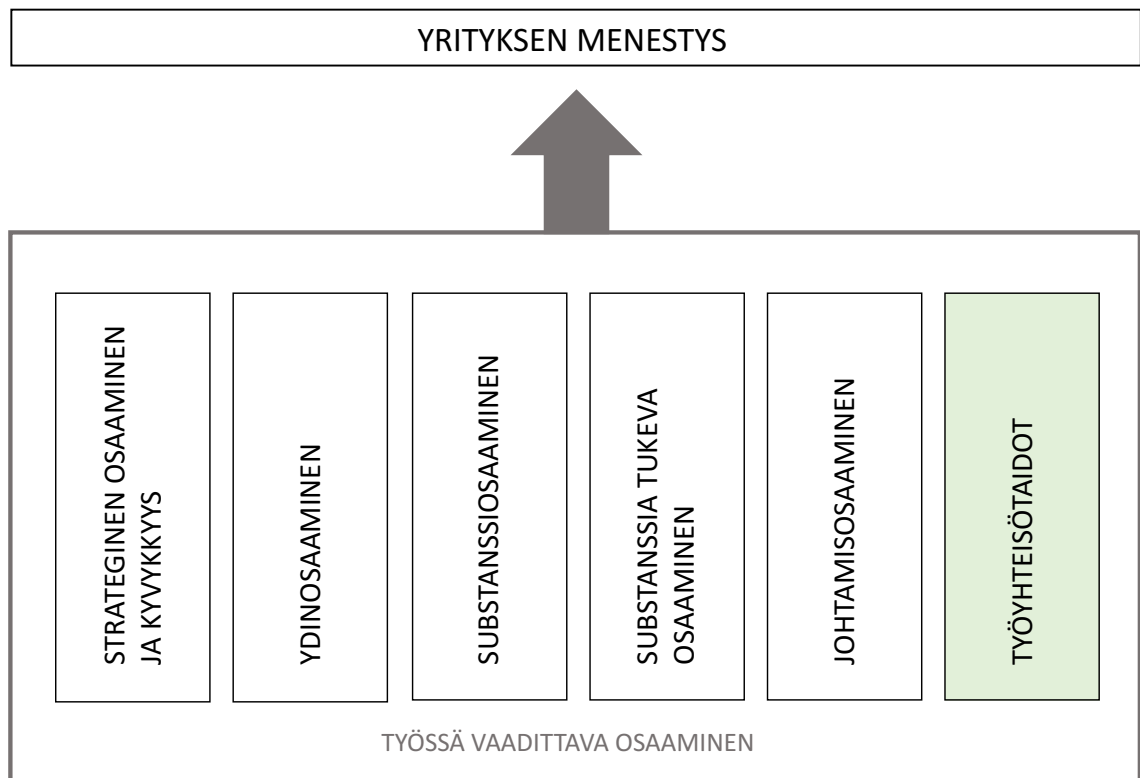 YRITYKSEN MENESTYS
STRATEGINEN OSAAMINEN
JA KYVYKKYYS
YDINOSAAMINEN
SUBSTANSSIOSAAMINEN
SUBSTANSSIA TUKEVA
OSAAMINEN
JOHTAMISOSAAMINEN
TYÖYHTEISÖTAIDOT
TYÖSSÄ VAADITTAVA OSAAMINEN